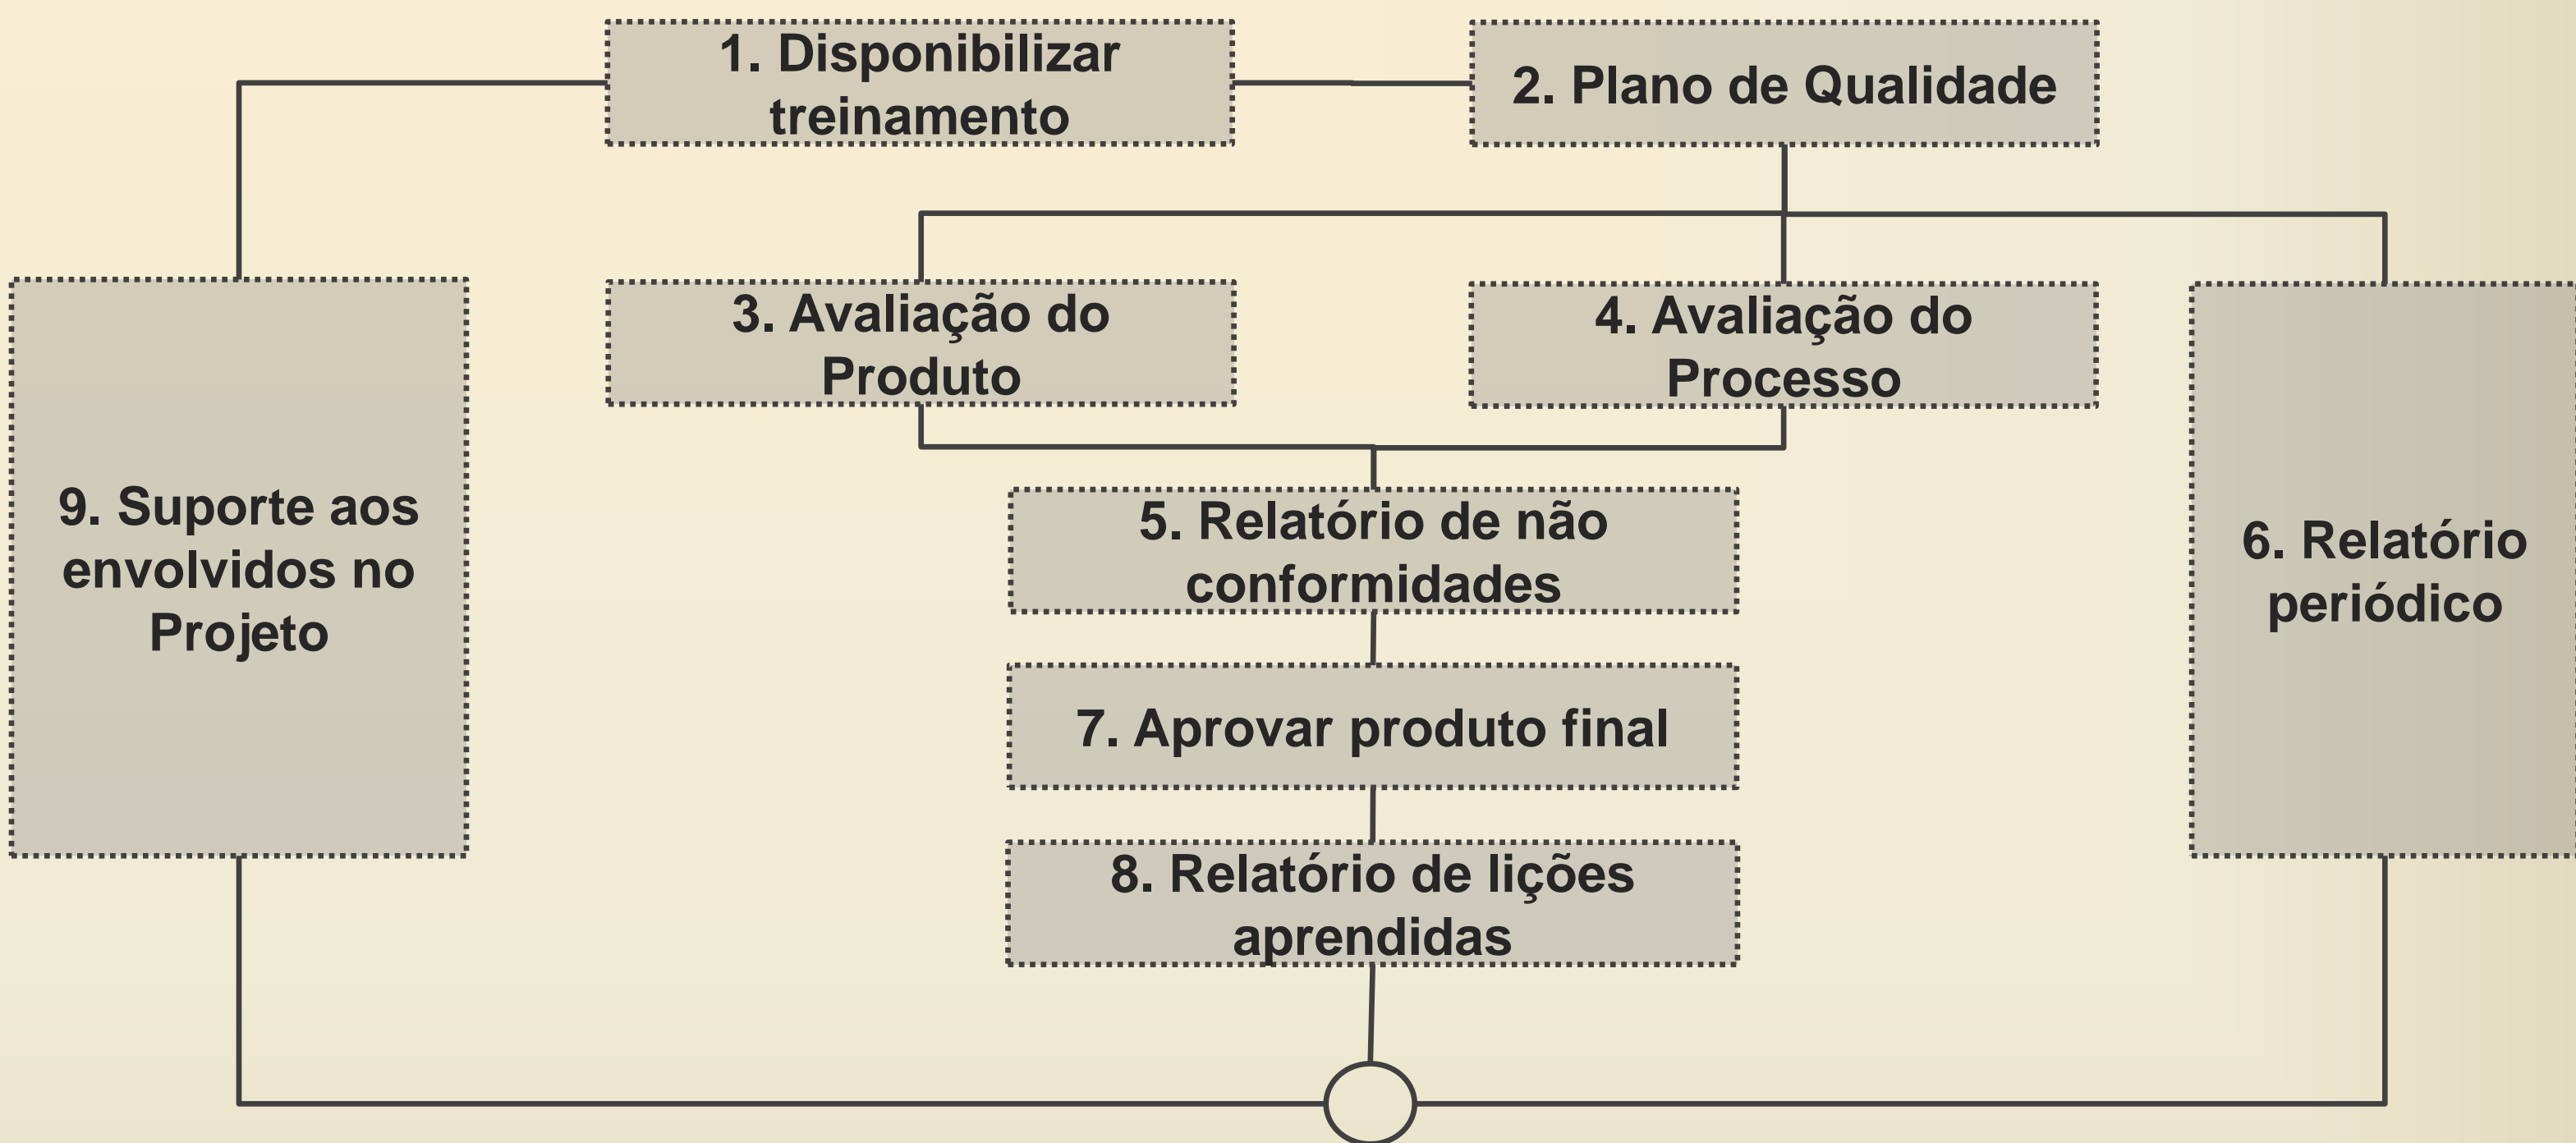 1. Disponibilizar
treinamento
2. Plano de Qualidade
3. Avaliação do
Produto
4. Avaliação do
Processo
9. Suporte aos
envolvidos no
Projeto
5. Relatório de não
conformidades
6. Relatório
periódico
7. Aprovar produto final
8. Relatório de lições
aprendidas